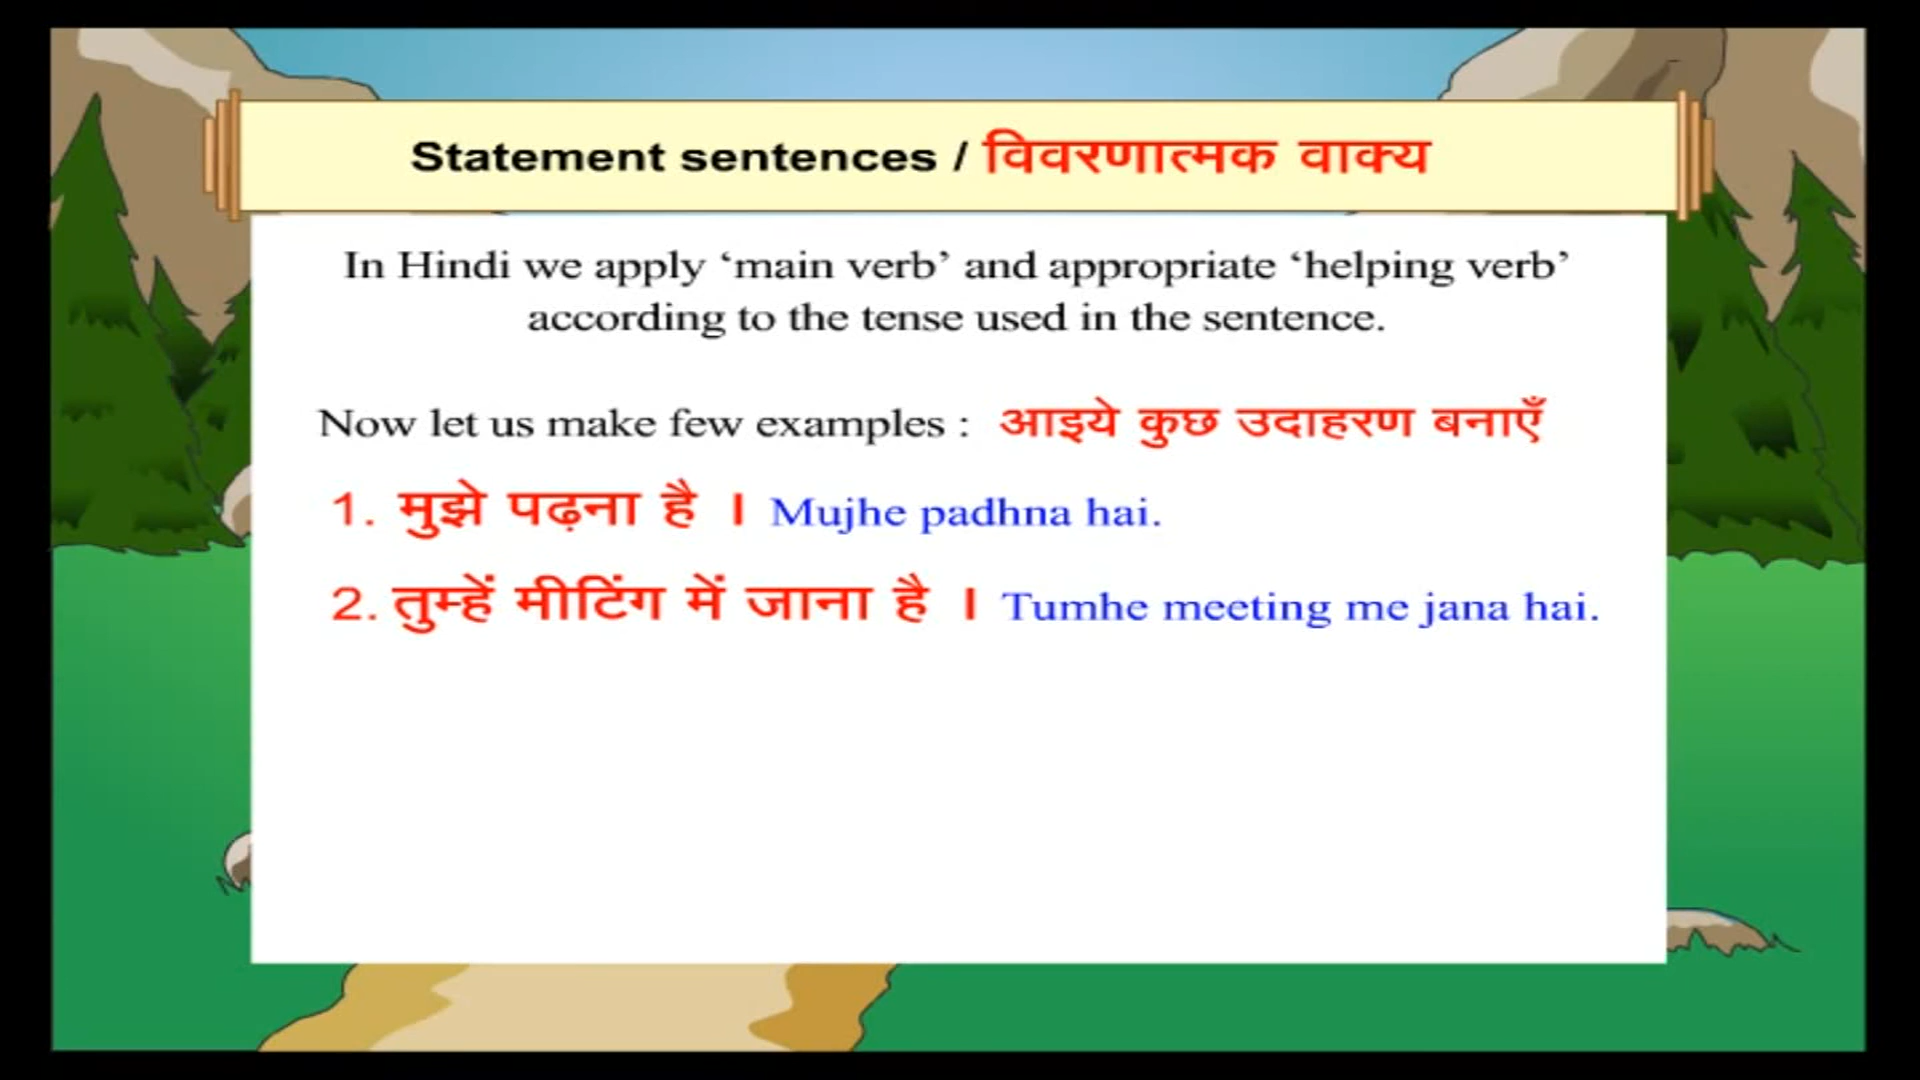 Statement sentences / विवरणात्मक वाक्य
In Hindi we apply ‘main verb’ and appropriate ‘helping verb’
according to the tense used in the sentence.
Now let us make few examples : आइये कुछ उदाहरण बनाएँ
1. मुझे पढ़ना है । Mujhe padhna hai.
2. तुम्हें मीटिंग में जाना है । Tumhe meeting me jana hai.